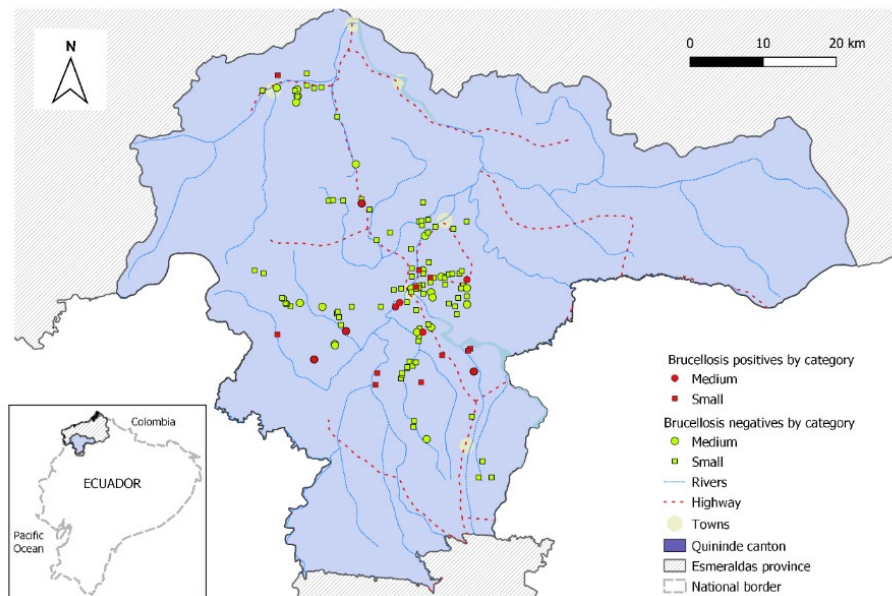 N
0 10 20 km
Brucellosis positives by category
Medium
Small
Brucellosis negatives by category
Medium
Small
Rivers
Highway
Towns
Quininde canton
Esmeraldas province
National border
Colombia
ECUADOR
Pacific
Ocean